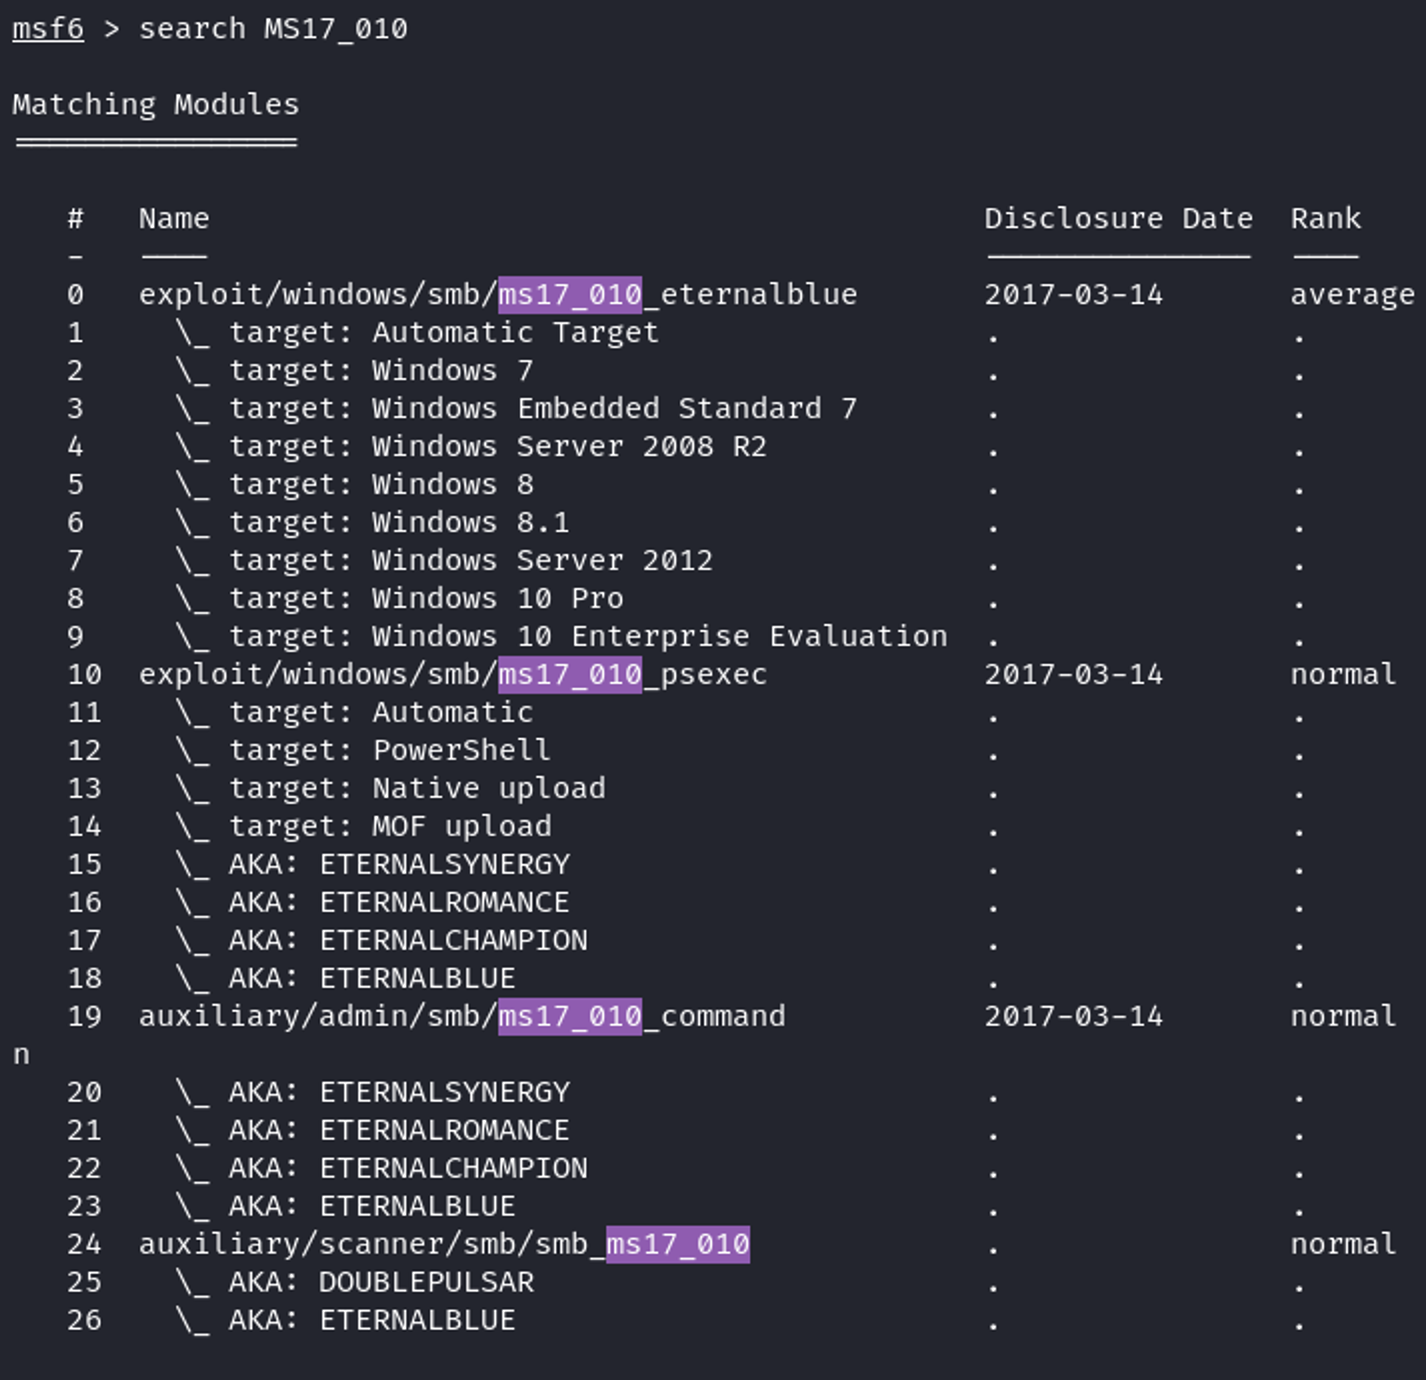 msf6 > search MS17_010
Matching Modules
================
# Name Disclosure Date Rank
- ---- --------------- ----
0 exploit/windows/smb/ms17_010_eternalblue 2017-03-14 average
1 \_ target: Automatic Target . .
2 \_ target: Windows 7 . .
3 \_ target: Windows Embedded Standard 7 . .
4 \_ target: Windows Server 2008 R2 . .
5 \_ target: Windows 8 . .
6 \_ target: Windows 8.1 . .
7 \_ target: Windows Server 2012 . .
8 \_ target: Windows 10 Pro . .
9 \_ target: Windows 10 Enterprise Evaluation . .
10 exploit/windows/smb/ms17_010_psexec 2017-03-14 normal
11 \_ target: Automatic . .
12 \_ target: PowerShell . .
13 \_ target: Native upload . .
14 \_ target: MOF upload . .
15 \_ AKA: ETERNALSYNERGY . .
16 \_ AKA: ETERNALROMANCE . .
17 \_ AKA: ETERNALCHAMPION . .
18 \_ AKA: ETERNALBLUE . .
19 auxiliary/admin/smb/ms17_010_command 2017-03-14 normal
n
20 \_ AKA: ETERNALSYNERGY . .
21 \_ AKA: ETERNALROMANCE . .
22 \_ AKA: ETERNALCHAMPION . .
23 \_ AKA: ETERNALBLUE . .
24 auxiliary/scanner/smb/smb_ms17_010 . normal
25 \_ AKA: DOUBLEPULSAR . .
26 \_ AKA: ETERNALBLUE . .